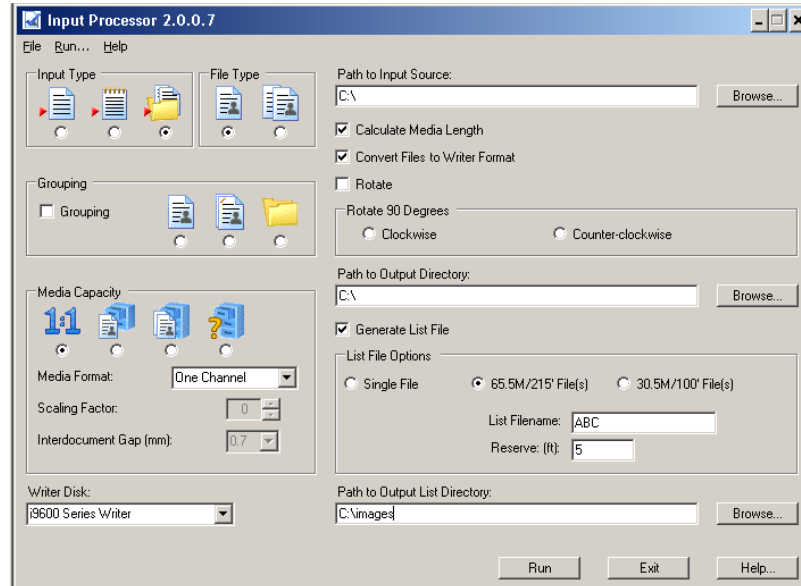 Input Processor 2.0.0.7
File Run... Help
Input Type
File Type
Path to Input Source:
C:\
Browse...
Calculate Media Length
Convert Files to Writer Format
Grouping
Rotate
Grouping
Rotate 90 Degrees
Clockwise Counter-clockwise
Path to Output Directory:
Media Capacity
C:\
Browse...
1:1
Generate List File
List File Options
Media Format: One Channel
Single File 65.5M/215' File(s) 30.5M/100' File(s)
Scaling Factor: 0
List Filename: ABC
Interdocument Gap (mm): 0.7
Reserve: (ft): 5
Writer Disk:
Path to Output List Directory:
i9600 Series Writer
C:\images
Browse...
Run Exit Help...